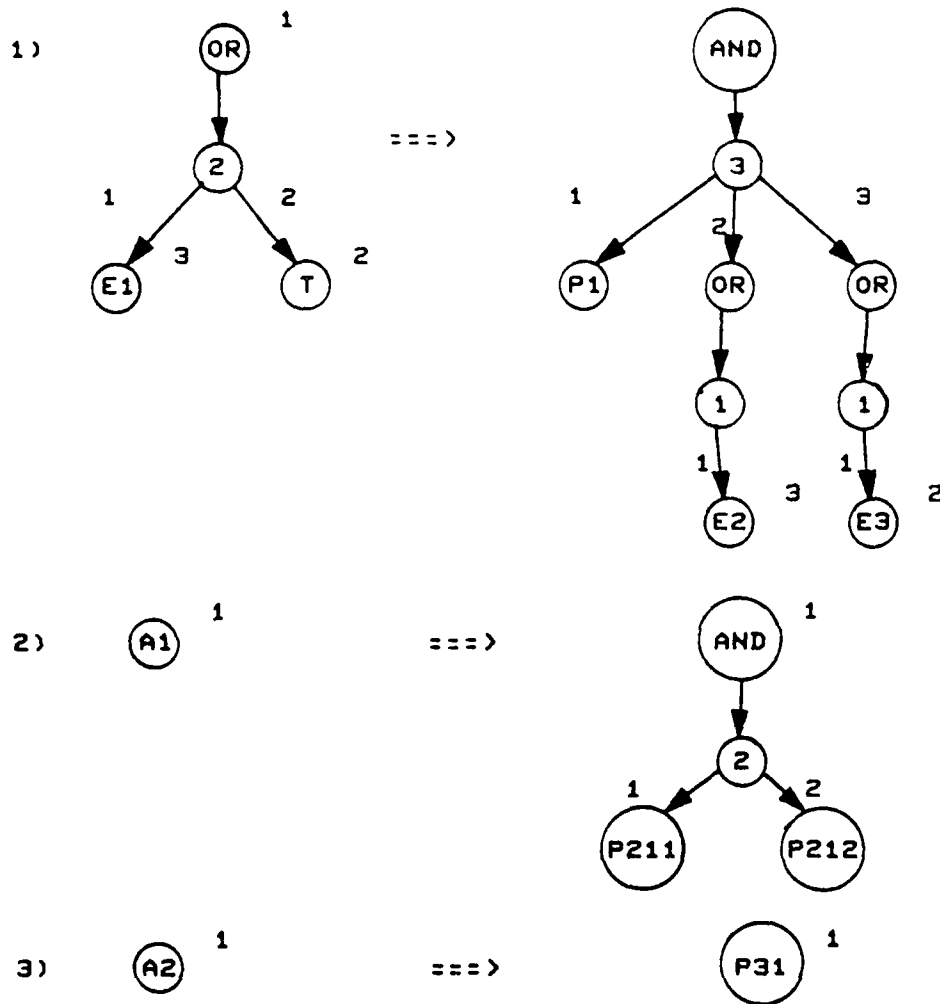 1
1) OR AND
===>
2 3
1 2 1 2 3
3 2
E1 T P1 OR OR
1 1
1 1
3 2
E2 E3
1 1
2) A1 ===> AND
2
1 2
P211 P212
1 1
3) A2 ===> P31